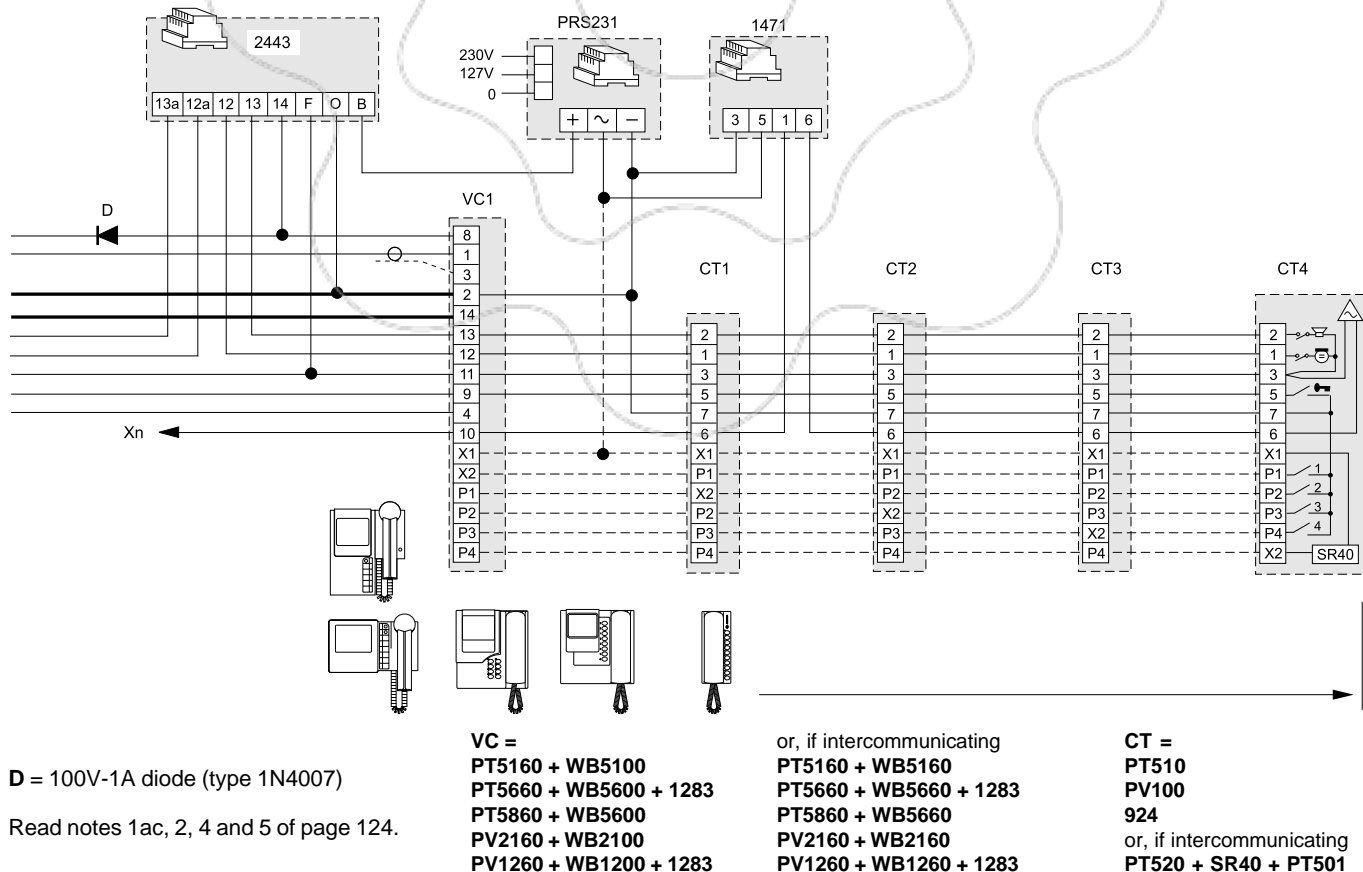 2443
13a 12a 12 13 14 F O B
PRS231
230V
127V
0
+ ~ −
1471
3 5 1 6
D
Xn
VC1
8
1
3
2
14
13
12
11
9
4
10
X1
X2
P1
P2
P3
P4
CT1
2
1
3
5
7
6
X1
P1
X2
P2
P3
P4
CT2
2
1
3
5
7
6
X1
P1
P2
X2
P3
P4
CT3
2
1
3
5
7
6
X1
P1
P2
P3
X2
P4
CT4
2
1
3
5
7
6
X1
P1 1
P2 2
P3 3
P4 4
X2 SR40
D = 100V-1A diode (type 1N4007)
Read notes 1ac, 2, 4 and 5 of page 124.
VC =
PT5160 + WB5100
PT5660 + WB5600 + 1283
PT5860 + WB5600
PV2160 + WB2100
PV1260 + WB1200 + 1283
or, if intercommunicating
PT5160 + WB5160
PT5660 + WB5660 + 1283
PT5860 + WB5660
PV2160 + WB2160
PV1260 + WB1260 + 1283
CT =
PT510
PV100
924
or, if intercommunicating
PT520 + SR40 + PT501